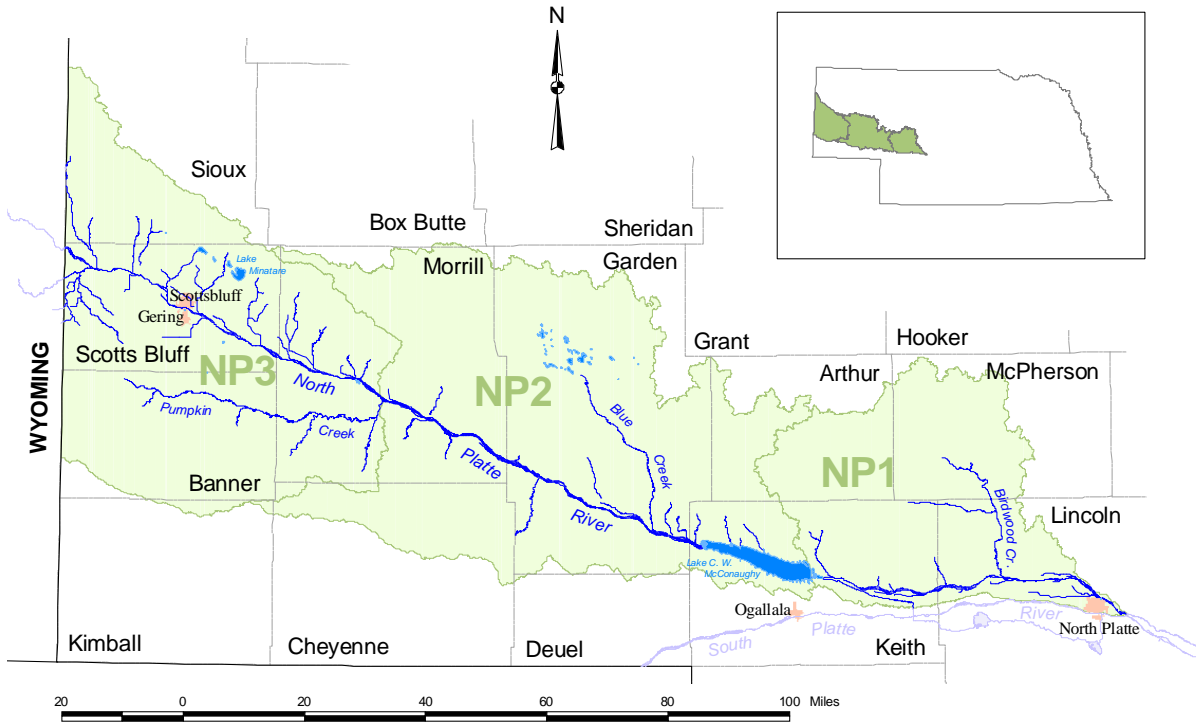 N
Sioux
Box Butte
Sheridan
Lake
Minatare
Morrill
Garden
Scottsbluff
Gering
Grant
Hooker
WYOMING
Scotts Bluff
NP3
North
NP2
Arthur
McPherson
Pumpkin
Creek
Blue
Creek
Platte
NP1
Banner
River
Birdwood Cr.
Lincoln
Lake C. W.
McConaughy
Ogallala
South
Platte
River
North Platte
Kimball
Cheyenne
Deuel
Keith
20 0 20 40 60 80 100 Miles